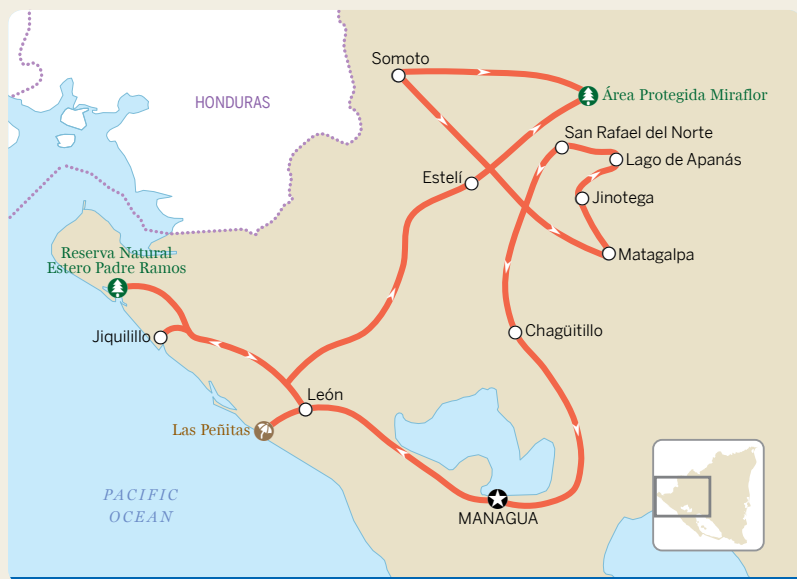 Somoto
HONDURAS
Área Protegida Miraflor
San Rafael del Norte
Lago de Apanás
Estelí
Jinotega
Reserva Natural
Estero Padre Ramos
Matagalpa
Jiquilillo
Chagüitillo
León
Las Peñitas
PACIFIC
OCEAN
MANAGUA